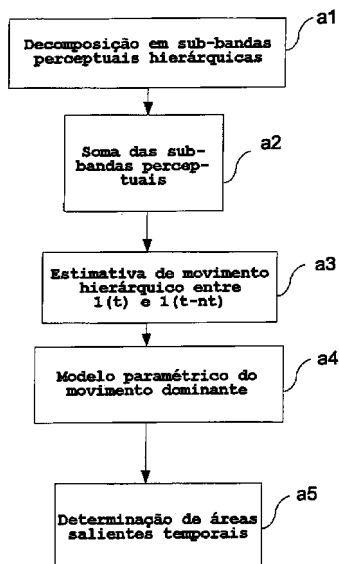 a1
Decomposição em sub-bandas
perceptuais hierárquicas
a2
Soma das sub-
bandas percep-
tuais
a3
Estimativa de movimento
hierárquico entre
1(t) e 1(t-nt)
a4
Modelo paramétrico do
movimento dominante
a5
Determinação de áreas
salientes temporais